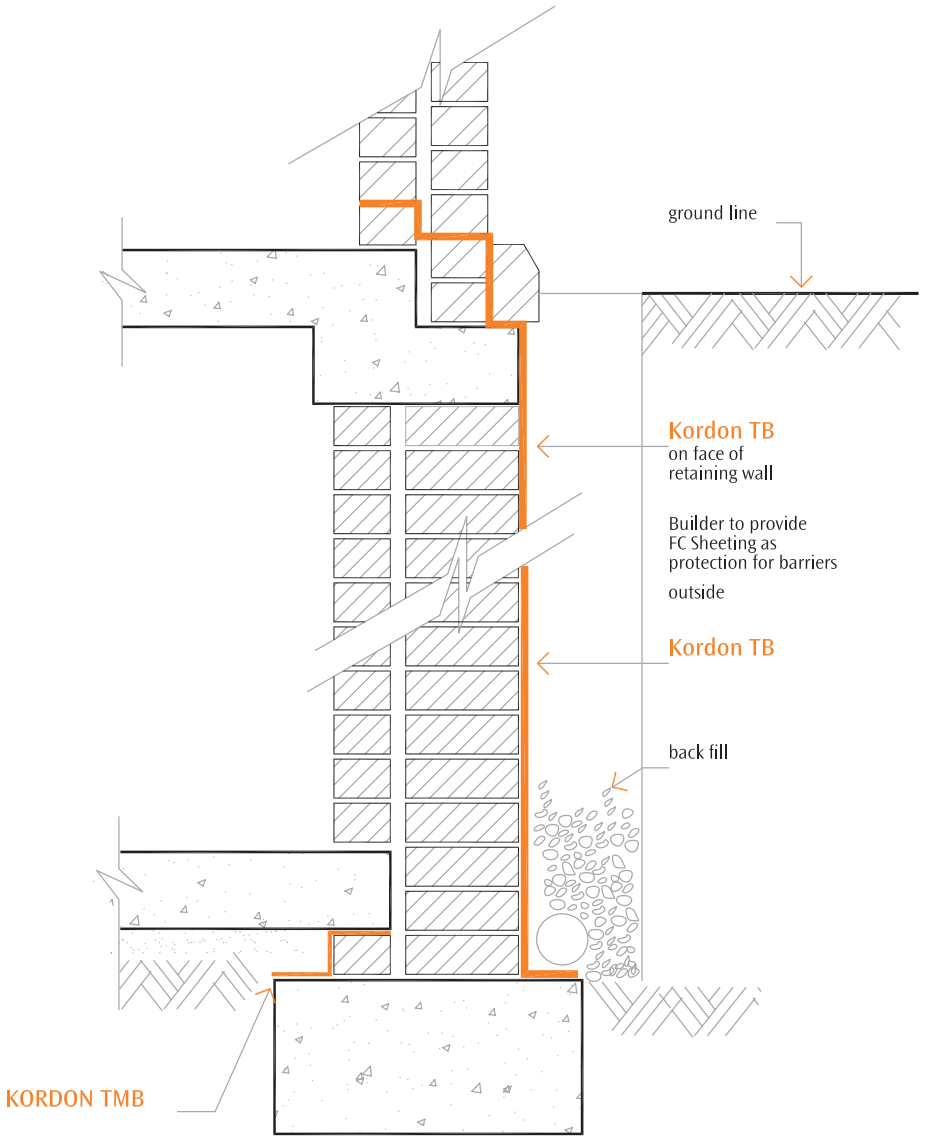 ground line
Kordon TB
on face of
retaining wall
Builder to provide
FC Sheeting as
protection for barriers
outside
Kordon TB
back fill
KORDON TMB